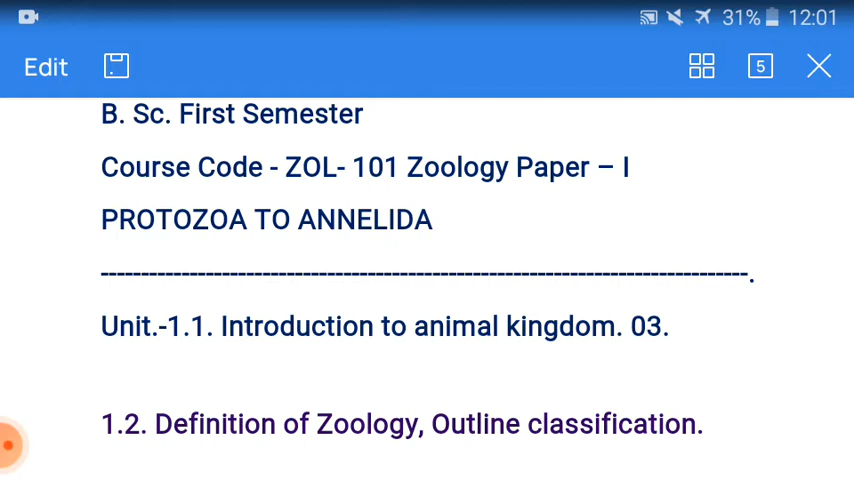 31% 12:01
Edit 5
B. Sc. First Semester
Course Code - ZOL- 101 Zoology Paper – I
PROTOZOA TO ANNELIDA
--------------------------------------------------------------------------------.
Unit.-1.1. Introduction to animal kingdom. 03.
1.2. Definition of Zoology, Outline classification.